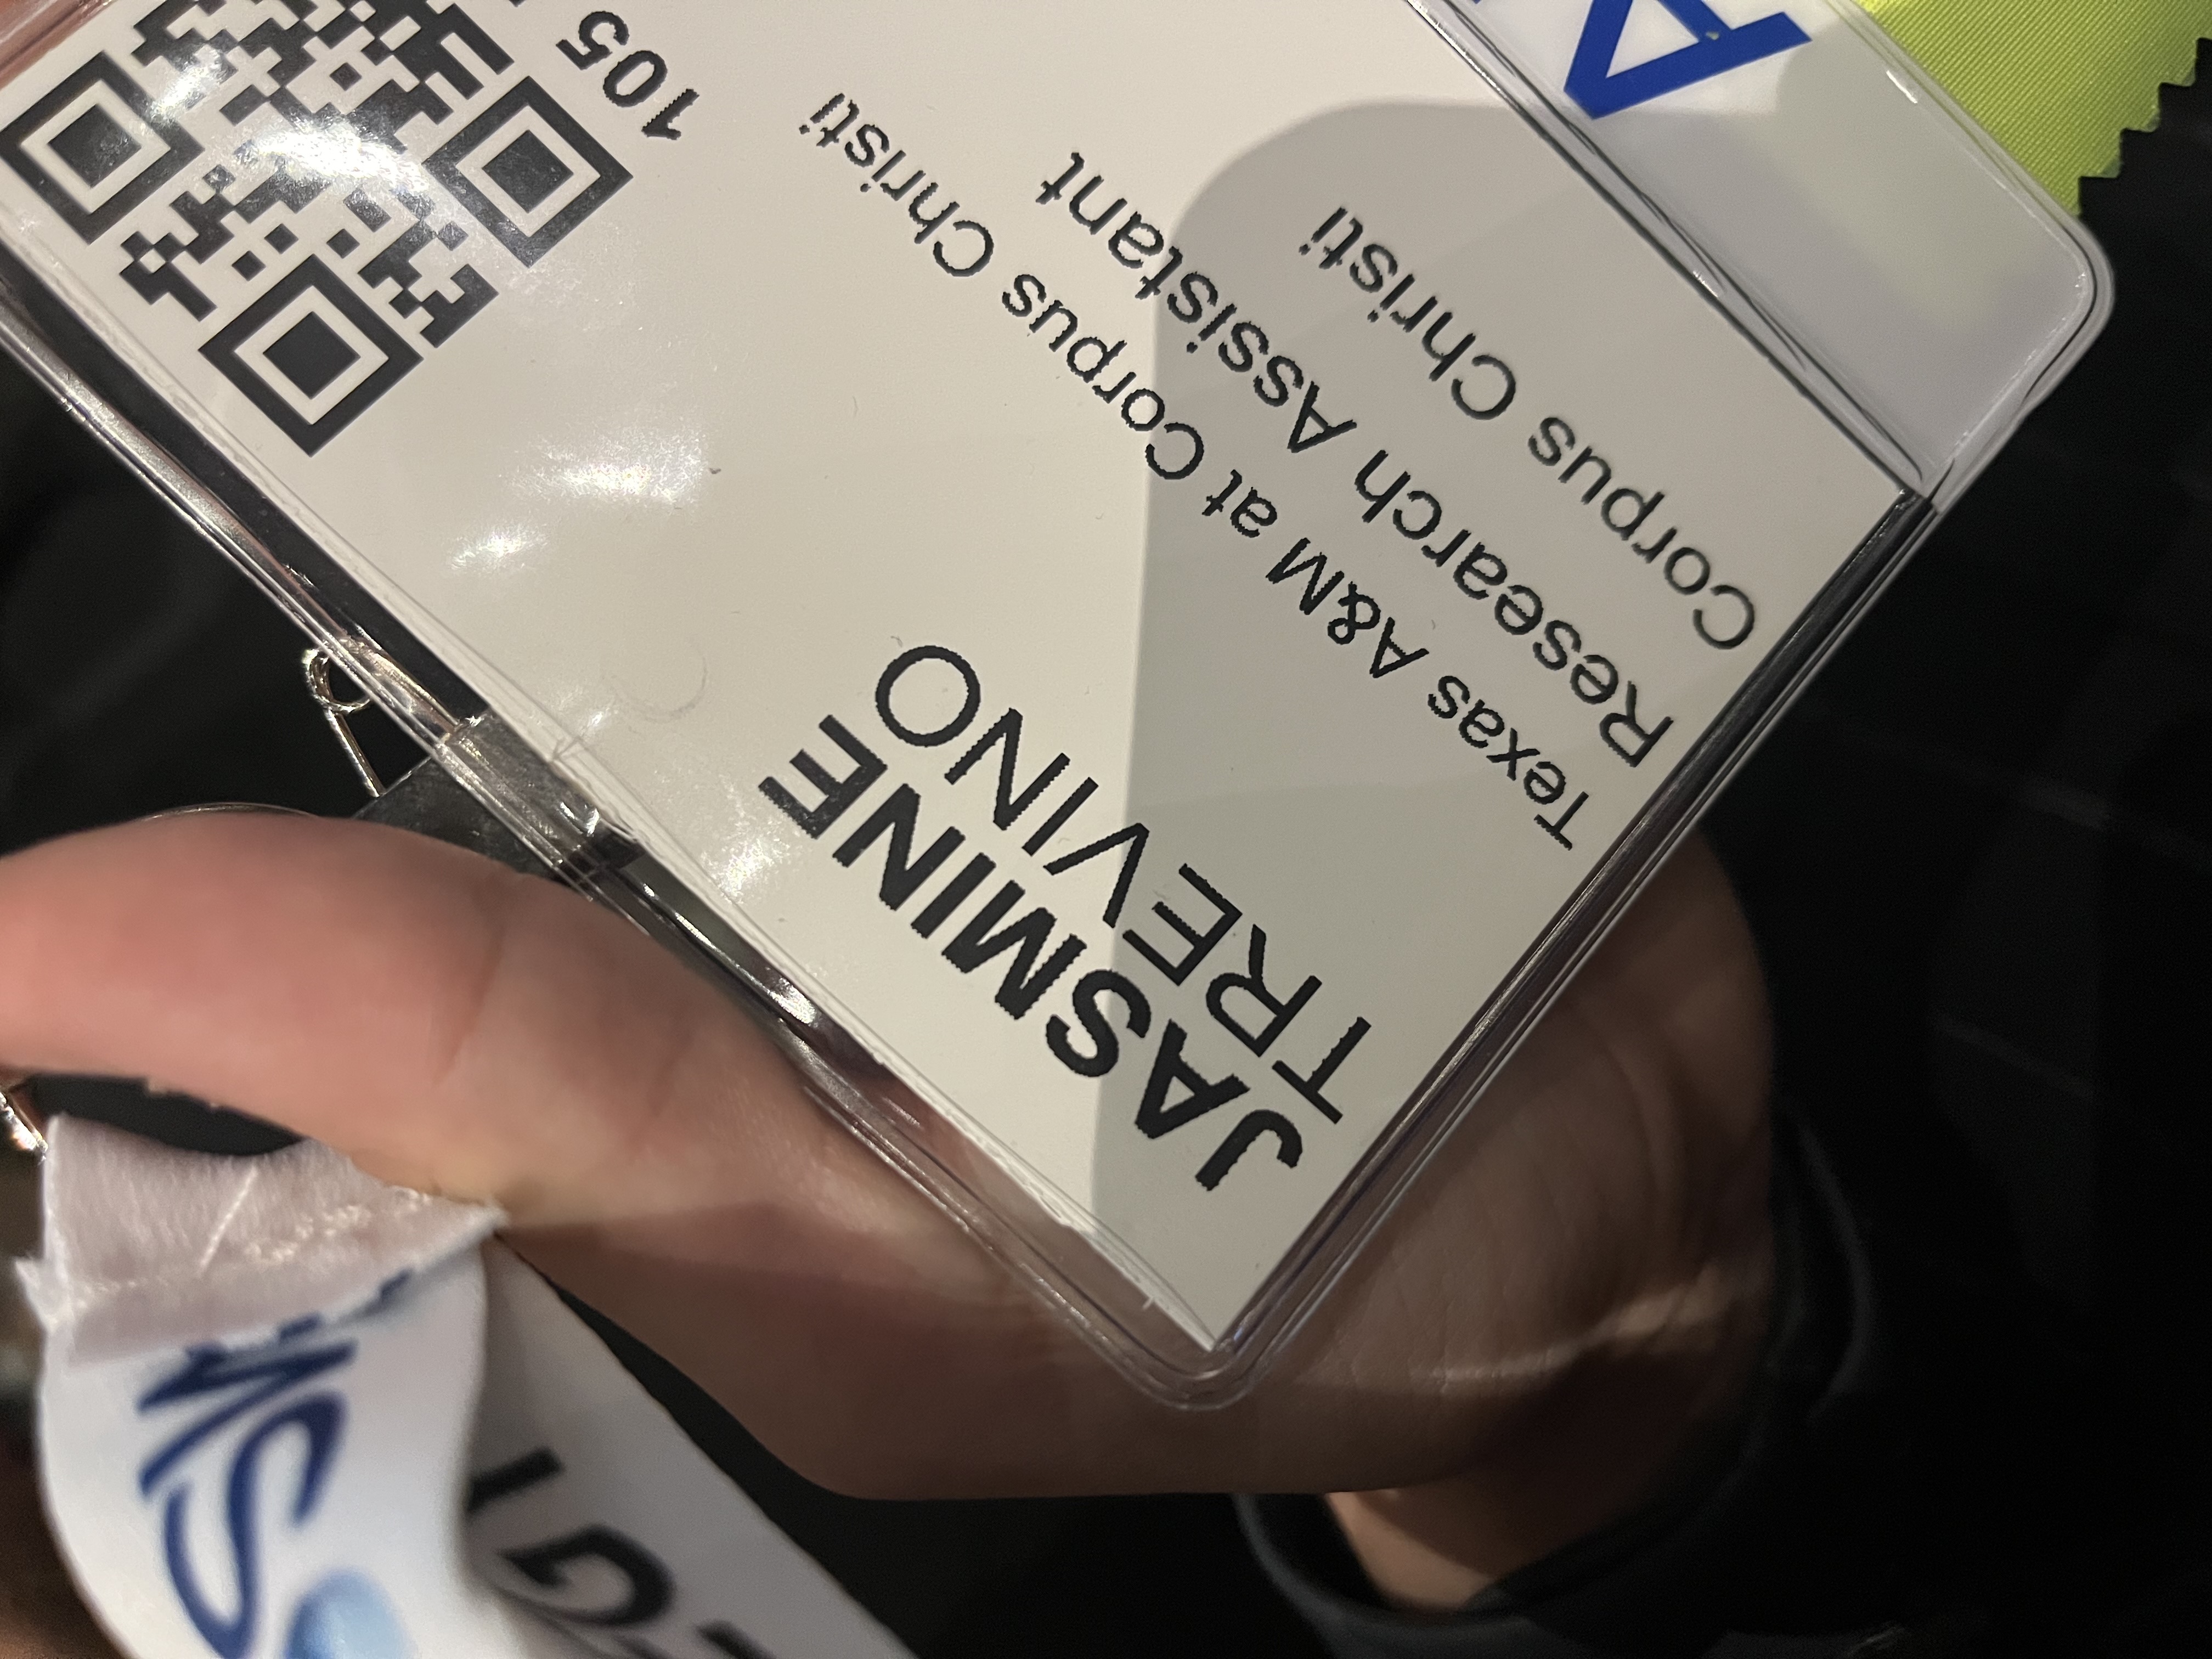 JASMINE
TREVINO
Texas A&M at Corpus Christi
Research Assistant
Corpus Christi
105